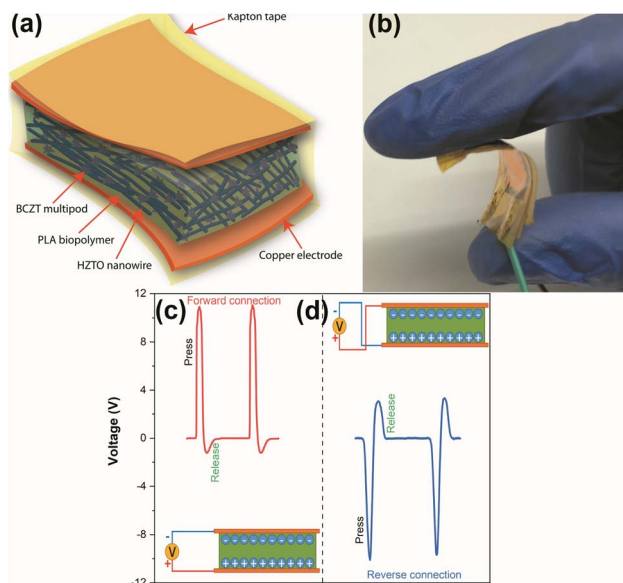 (a)
Kapton tape
BCZT multipod
PLA biopolymer
HZTO nanowire
Copper electrode
(b)
(c)
Forward connection
Press
Release
Voltage (V)
12
8
4
0
-4
-8
-12
-
V
+
(d)
-
V
+
Release
Press
Reverse connection